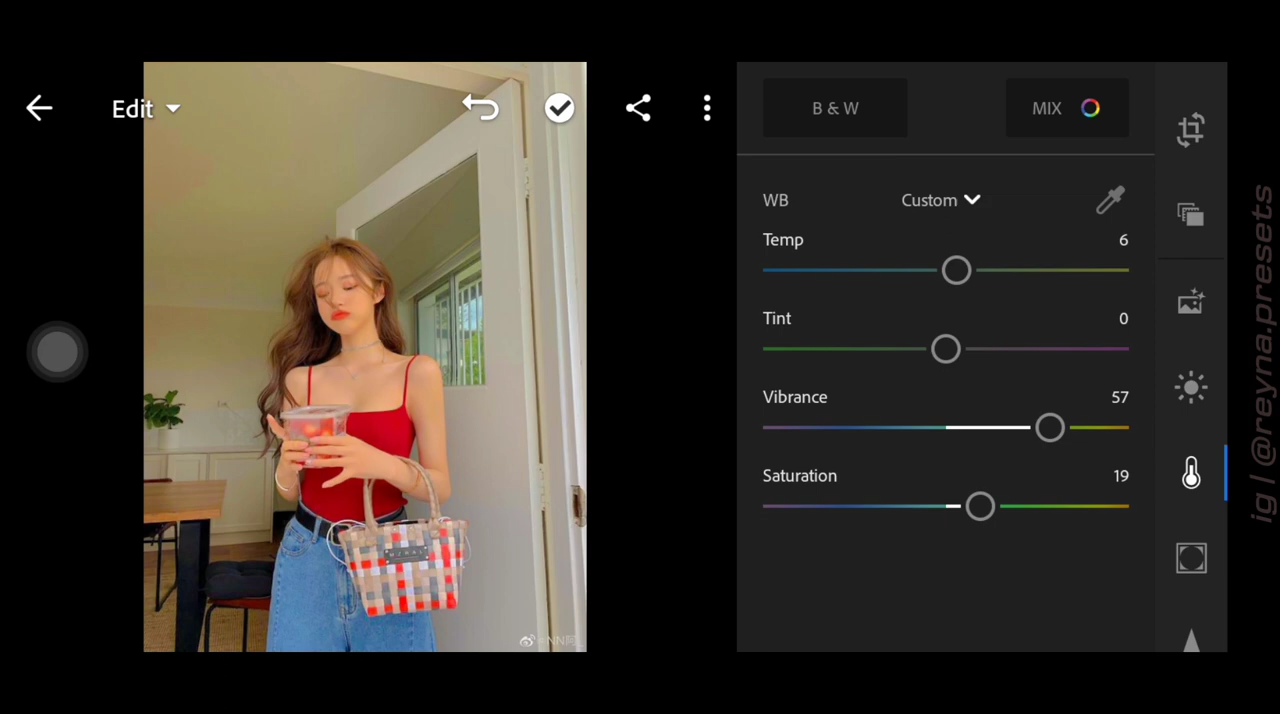 Edit
B & W
MIX
WB
Custom
Temp
6
Tint
0
Vibrance
57
Saturation
19
ig | @reyna.presets